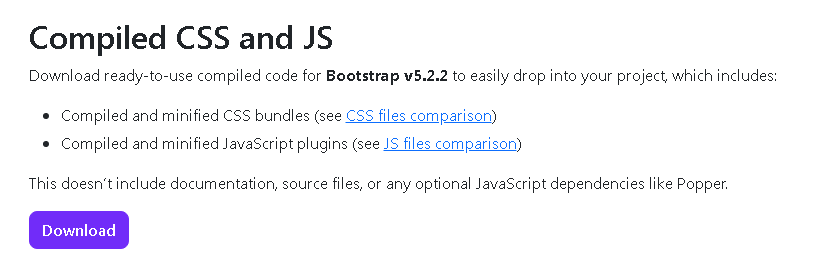 Compiled CSS and JS
Download ready-to-use compiled code for Bootstrap v5.2.2 to easily drop into your project, which includes:
• Compiled and minified CSS bundles (see CSS files comparison)
• Compiled and minified JavaScript plugins (see JS files comparison)
This doesn’t include documentation, source files, or any optional JavaScript dependencies like Popper.
Download